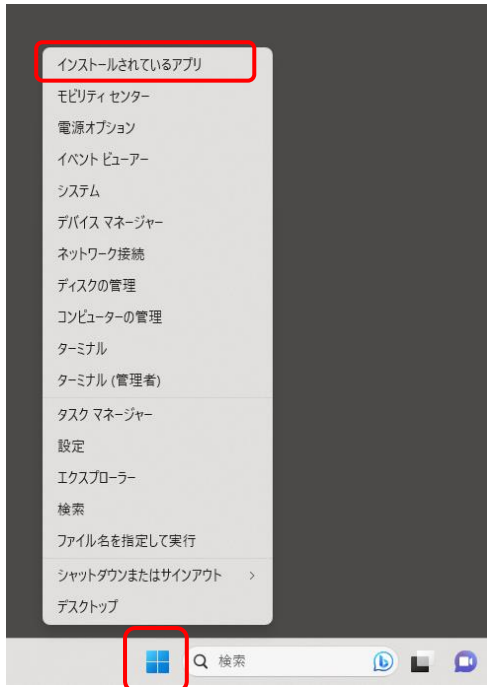 インストールされているアプリ
モビリティ センター
電源オプション
イベント ビューアー
システム
デバイス マネージャー
ネットワーク接続
ディスクの管理
コンピューターの管理
ターミナル
ターミナル (管理者)
タスク マネージャー
設定
エクスプローラー
検索
ファイル名を指定して実行
シャットダウンまたはサインアウト
デスクトップ
検索